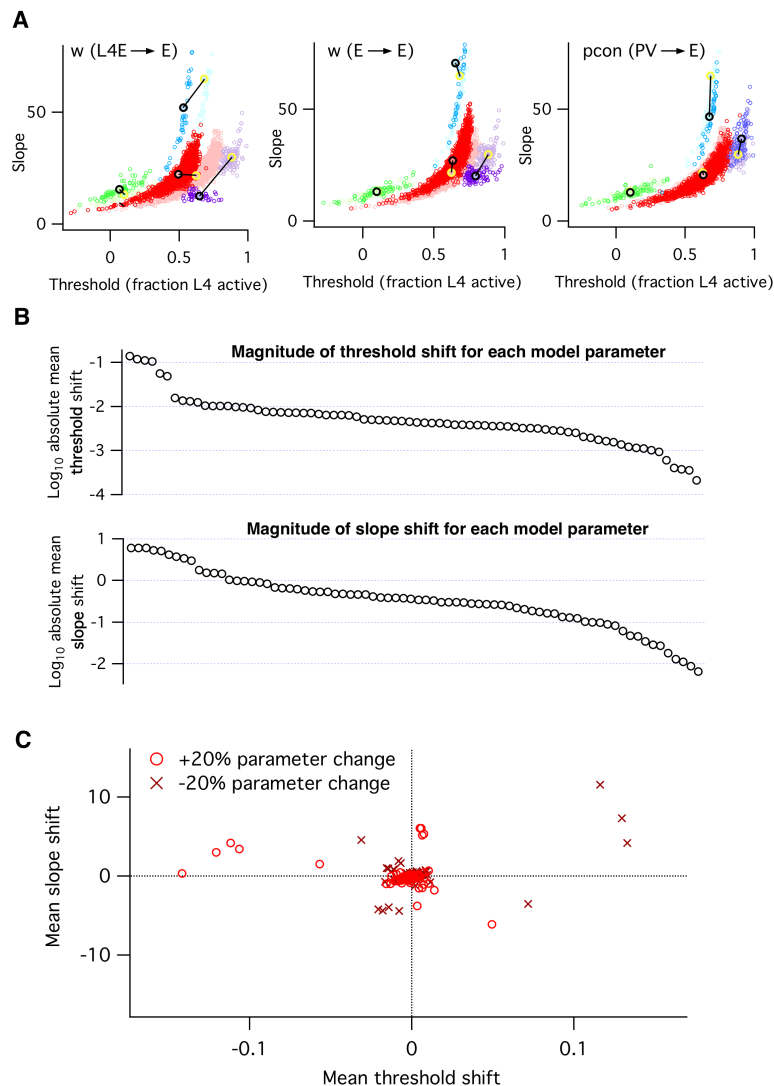 A
w (L4E → E)
w (E → E)
pcon (PV → E)
Slope
50
0
0
0.5
1
Threshold (fraction L4 active)
Slope
50
0
0
0.5
1
Threshold (fraction L4 active)
Slope
50
0
0
0.5
1
Threshold (fraction L4 active)
B
Magnitude of threshold shift for each model parameter
Log10 absolute mean
threshold shift
-1
-2
-3
-4
Magnitude of slope shift for each model parameter
Log10 absolute mean
slope shift
1
0
-1
-2
C
+20% parameter change
-20% parameter change
Mean slope shift
10
0
-10
-0.1
0
0.1
Mean threshold shift